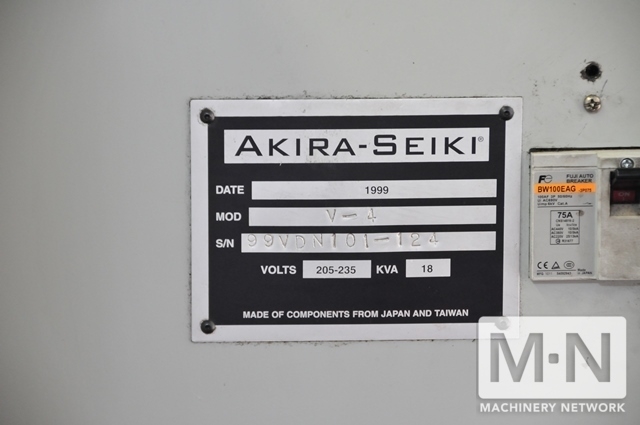 AKIRA-SEIKI®
DATE 1999
MOD V-4
S/N 99VDN101-124
VOLTS 205-235 KVA 18
MADE OF COMPONENTS FROM JAPAN AND TAIWAN
FUJI AUTO
BREAKER
BW100EAG
75A
M·N
MACHINERY NETWORK